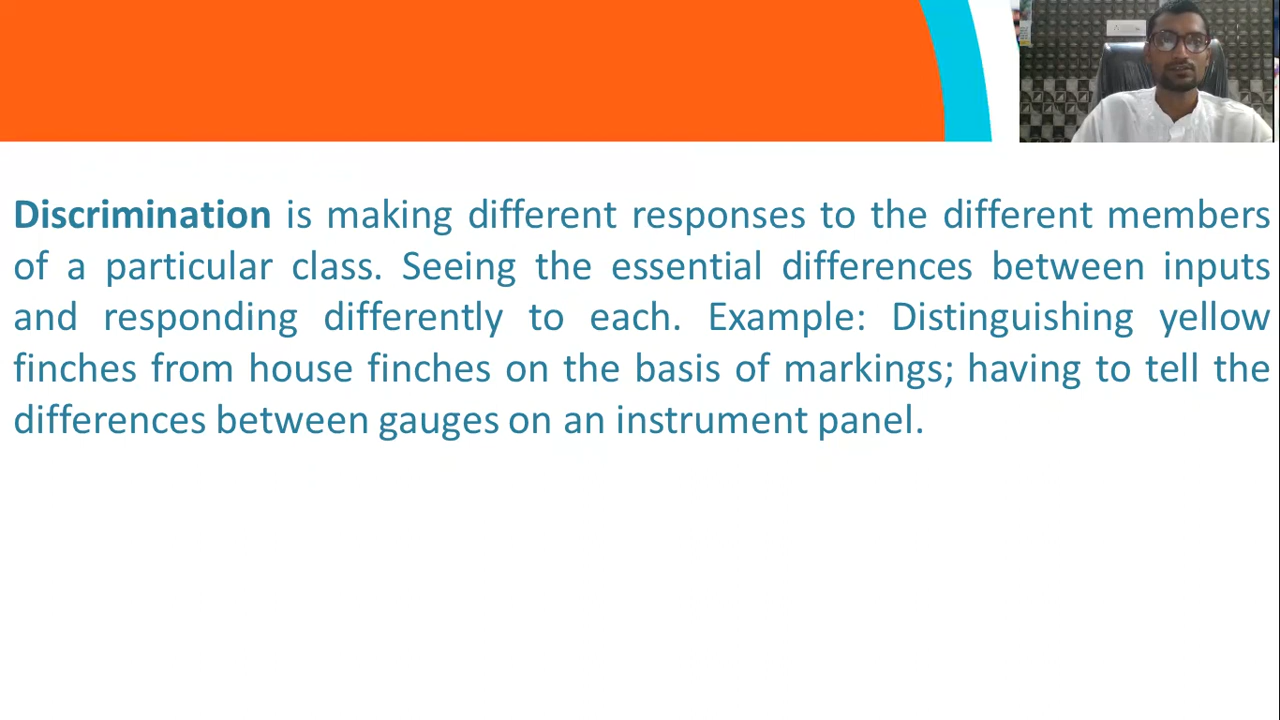 Discrimination is making different responses to the different members
of a particular class. Seeing the essential differences between inputs
and responding differently to each. Example: Distinguishing yellow
finches from house finches on the basis of markings; having to tell the
differences between gauges on an instrument panel.